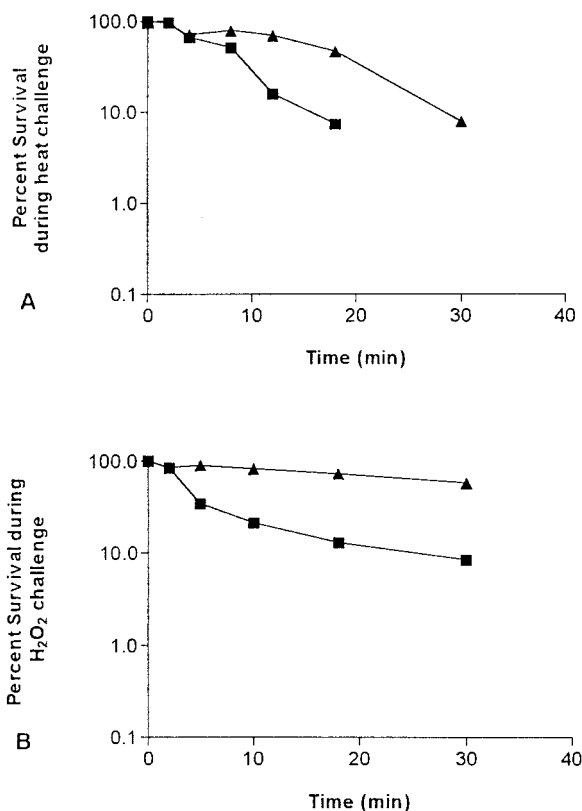 100.0
10.0
1.0
0.1
Percent Survival
during heat challenge
A
0 10 20 30 40
Time (min)
100.0
10.0
1.0
0.1
Percent Survival during
H₂O₂ challenge
B
0 10 20 30 40
Time (min)